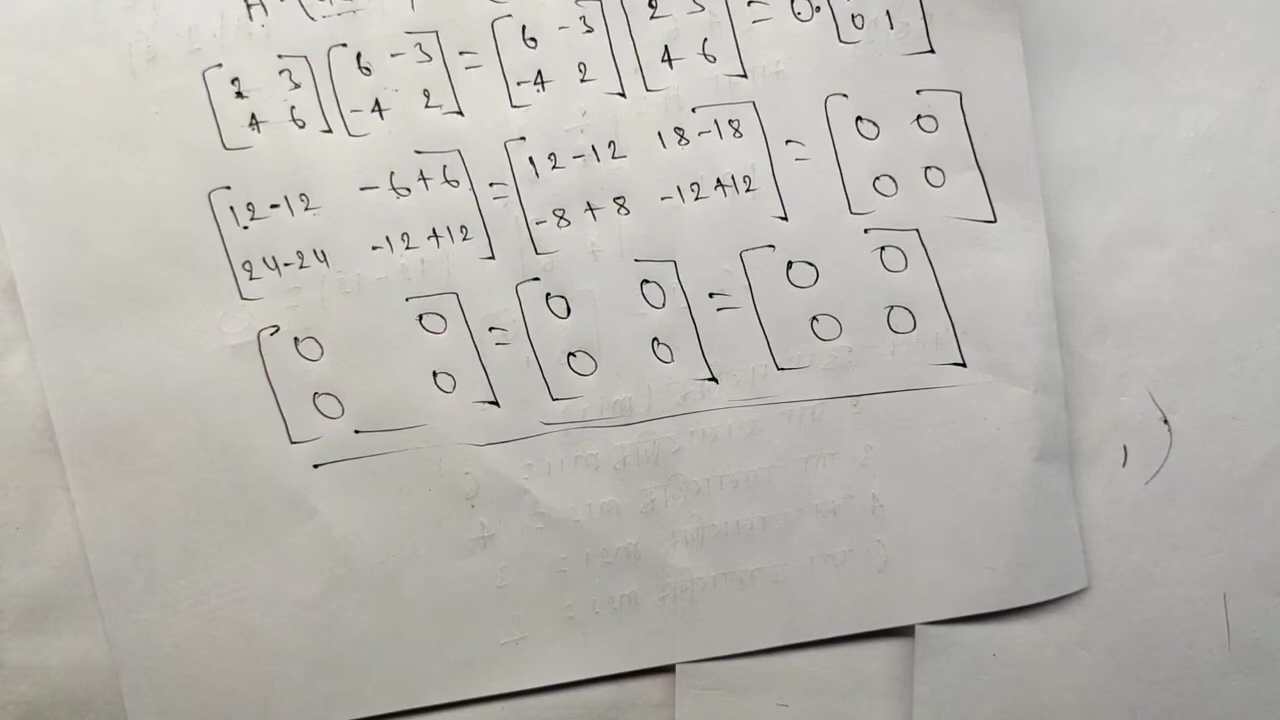 A
[2 3 4 6] [6 -3 -4 2] = [6 -3 -4 2] [2 3 4 6] = 0. [0 1]
[12-12 -6+6 24-24 -12+12] = [12-12 18-18 -8+8 -12+12] = [0 0 0 0]
[0 0 0 0] = [0 0 0 0] = [0 0 0 0]